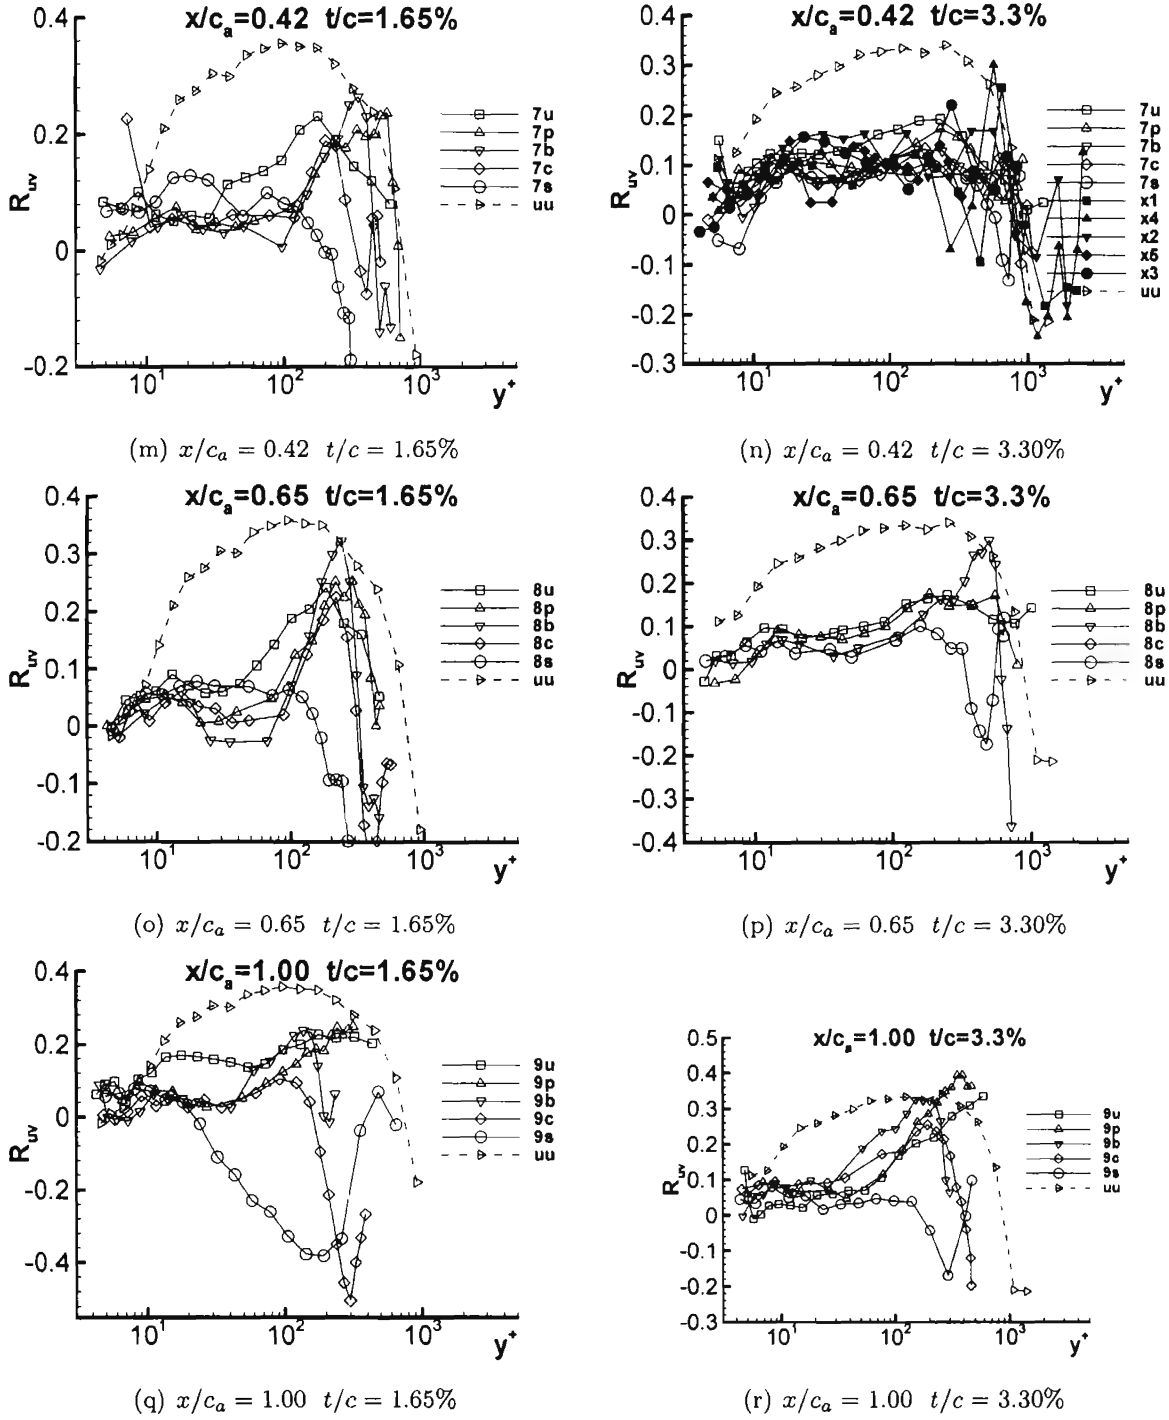 x/cₐ=0.42 t/c=1.65%
0.4
0.2
0
-0.2
R_uv
10¹
10²
10³
y⁺
7u
7p
7b
7c
7s
uu
(m) x/cₐ = 0.42 t/c = 1.65%
x/cₐ=0.42 t/c=3.3%
0.4
0.3
0.2
0.1
0
-0.1
-0.2
-0.3
R_uv
10¹
10²
10³
y⁺
7u
7p
7b
7c
7s
x1
x4
x2
x5
x3
uu
(n) x/cₐ = 0.42 t/c = 3.30%
x/cₐ=0.65 t/c=1.65%
0.4
0.3
0.2
0.1
0
-0.1
-0.2
R_uv
10¹
10²
10³
y⁺
8u
8p
8b
8c
8s
uu
(o) x/cₐ = 0.65 t/c = 1.65%
x/cₐ=0.65 t/c=3.3%
0.4
0.3
0.2
0.1
0
-0.1
-0.2
-0.3
-0.4
R_uv
10¹
10²
10³
y⁺
8u
8p
8b
8c
8s
uu
(p) x/cₐ = 0.65 t/c = 3.30%
x/cₐ=1.00 t/c=1.65%
0.4
0.2
0
-0.2
-0.4
R_uv
10¹
10²
10³
y⁺
9u
9p
9b
9c
9s
uu
(q) x/cₐ = 1.00 t/c = 1.65%
x/cₐ=1.00 t/c=3.3%
0.5
0.4
0.3
0.2
0.1
0
-0.1
-0.2
-0.3
R_uv
10¹
10²
10³
y⁺
9u
9p
9b
9c
9s
uu
(r) x/cₐ = 1.00 t/c = 3.30%